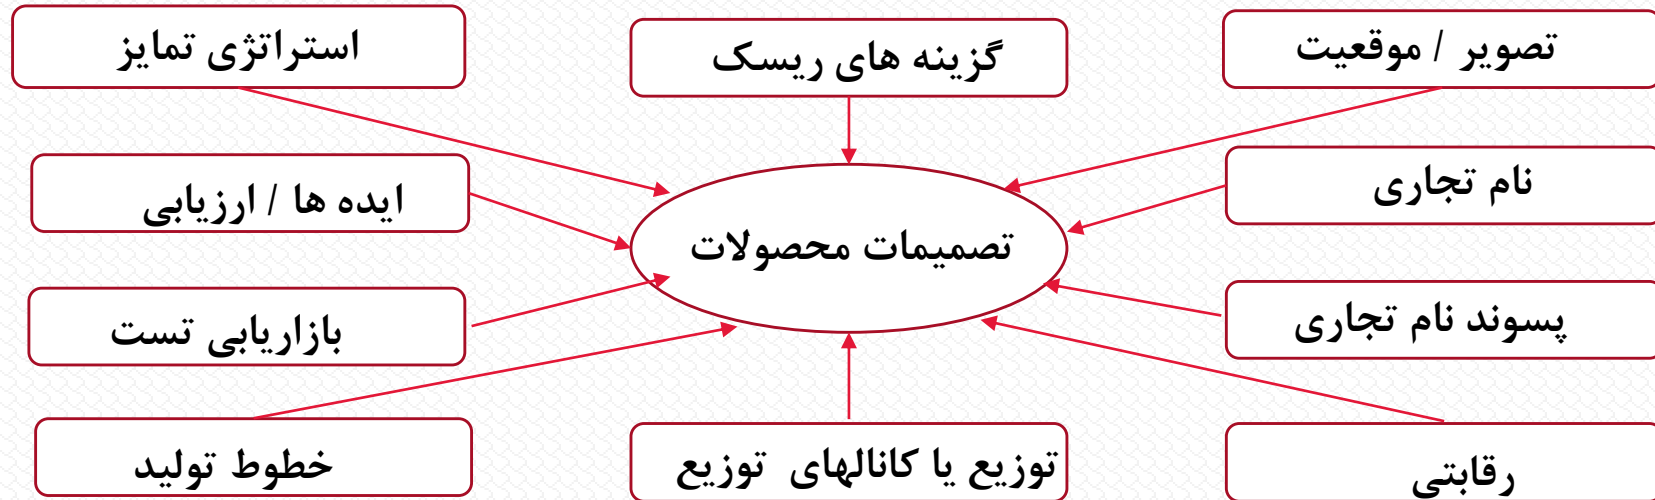 تصویر / موقعیت
گزینه های ریسک
استراتژی تمایز
نام تجاری
ایده ها / ارزیابی
تصمیمات محصولات
پسوند نام تجاری
بازاریابی تست
رقابتی
توزیع یا کانالهای توزیع
خطوط تولید